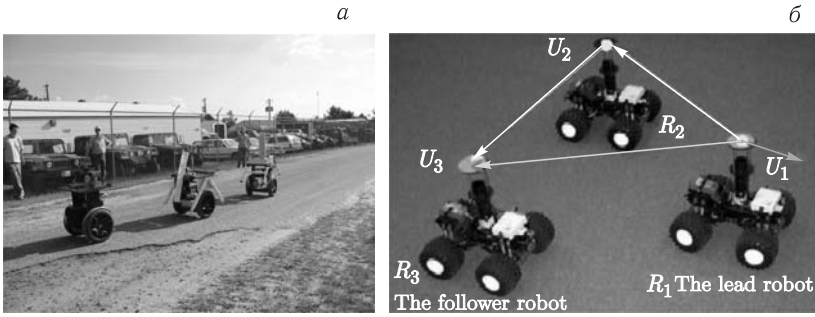 а
б
U₂
R₂
U₃
U₁
R₃
The follower robot
R₁ The lead robot